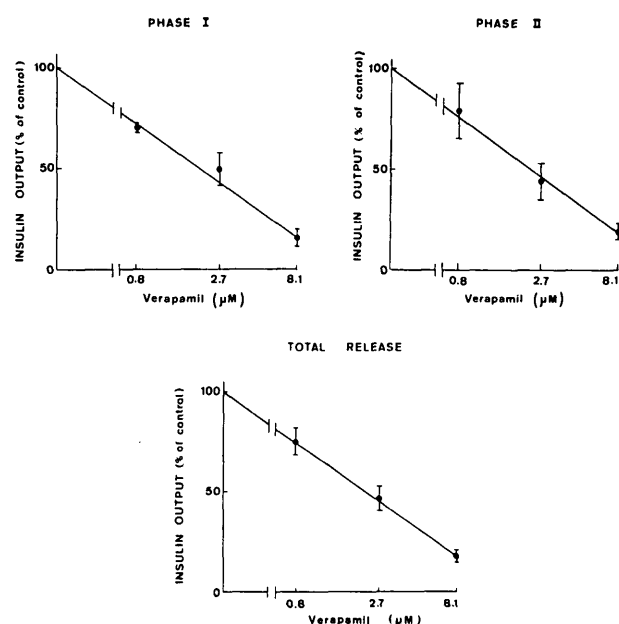 PHASE I
INSULIN OUTPUT (% of control)
100
50
0
0.8
2.7
8.1
Verapamil (μM)
PHASE II
INSULIN OUTPUT (% of control)
100
50
0
0.8
2.7
8.1
Verapamil (μM)
TOTAL RELEASE
INSULIN OUTPUT (% of control)
100
50
0
0.8
2.7
8.1
Verapamil (μM)